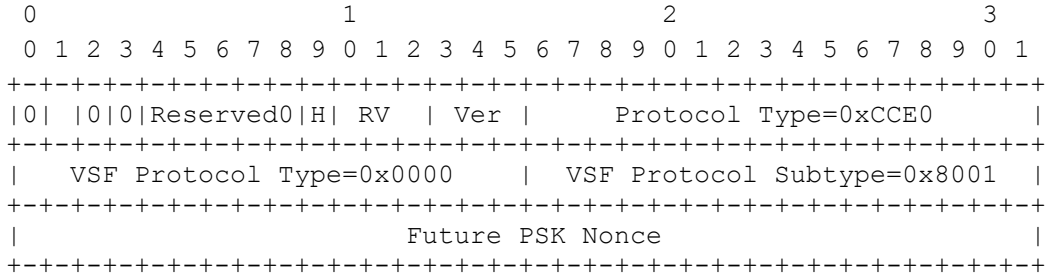 0                   1                   2                   3
 0 1 2 3 4 5 6 7 8 9 0 1 2 3 4 5 6 7 8 9 0 1 2 3 4 5 6 7 8 9 0 1
+-+-+-+-+-+-+-+-+-+-+-+-+-+-+-+-+-+-+-+-+-+-+-+-+-+-+-+-+-+-+-+-+
|0| |0|0|Reserved0|H| RV  | Ver |     Protocol Type=0xCCE0      |
+-+-+-+-+-+-+-+-+-+-+-+-+-+-+-+-+-+-+-+-+-+-+-+-+-+-+-+-+-+-+-+-+
|   VSF Protocol Type=0x0000    |  VSF Protocol Subtype=0x8001  |
+-+-+-+-+-+-+-+-+-+-+-+-+-+-+-+-+-+-+-+-+-+-+-+-+-+-+-+-+-+-+-+-+
|                       Future PSK Nonce                        |
+-+-+-+-+-+-+-+-+-+-+-+-+-+-+-+-+-+-+-+-+-+-+-+-+-+-+-+-+-+-+-+-+